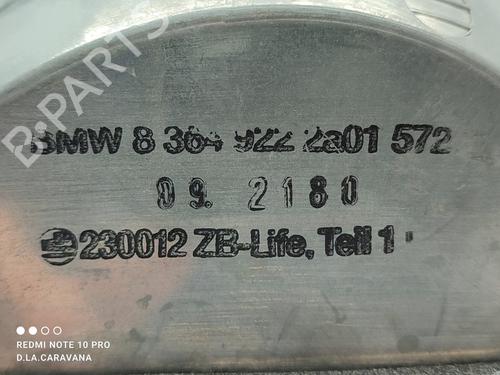 B-PARTS
BMW 8 364 922 2a01 572
09. 2180
230012 ZB-Life, Teil 1
REDMI NOTE 10 PRO
D.LA.CARAVANA